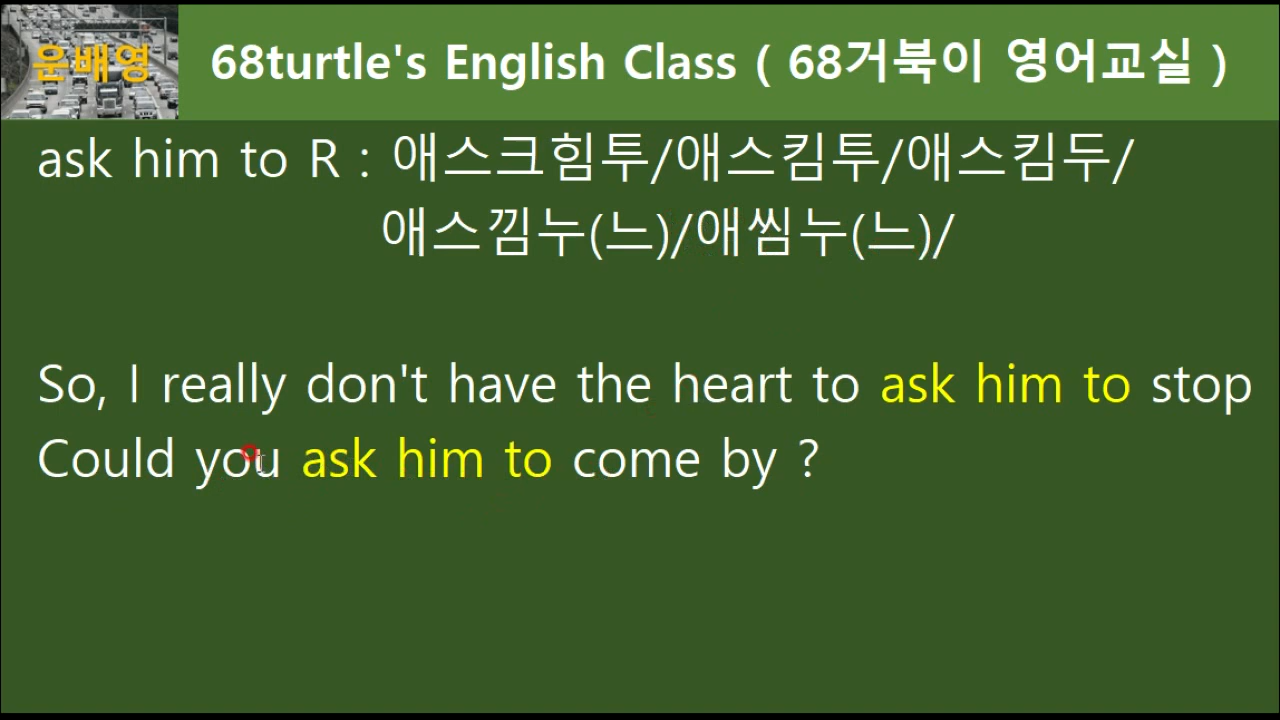 운배영
68turtle's English Class ( 68거북이 영어교실 )
ask him to R : 애스크힘투/애스킴투/애스킴두/
애스낌누(느)/애씸누(느)/
So, I really don't have the heart to ask him to stop
Could you ask him to come by ?